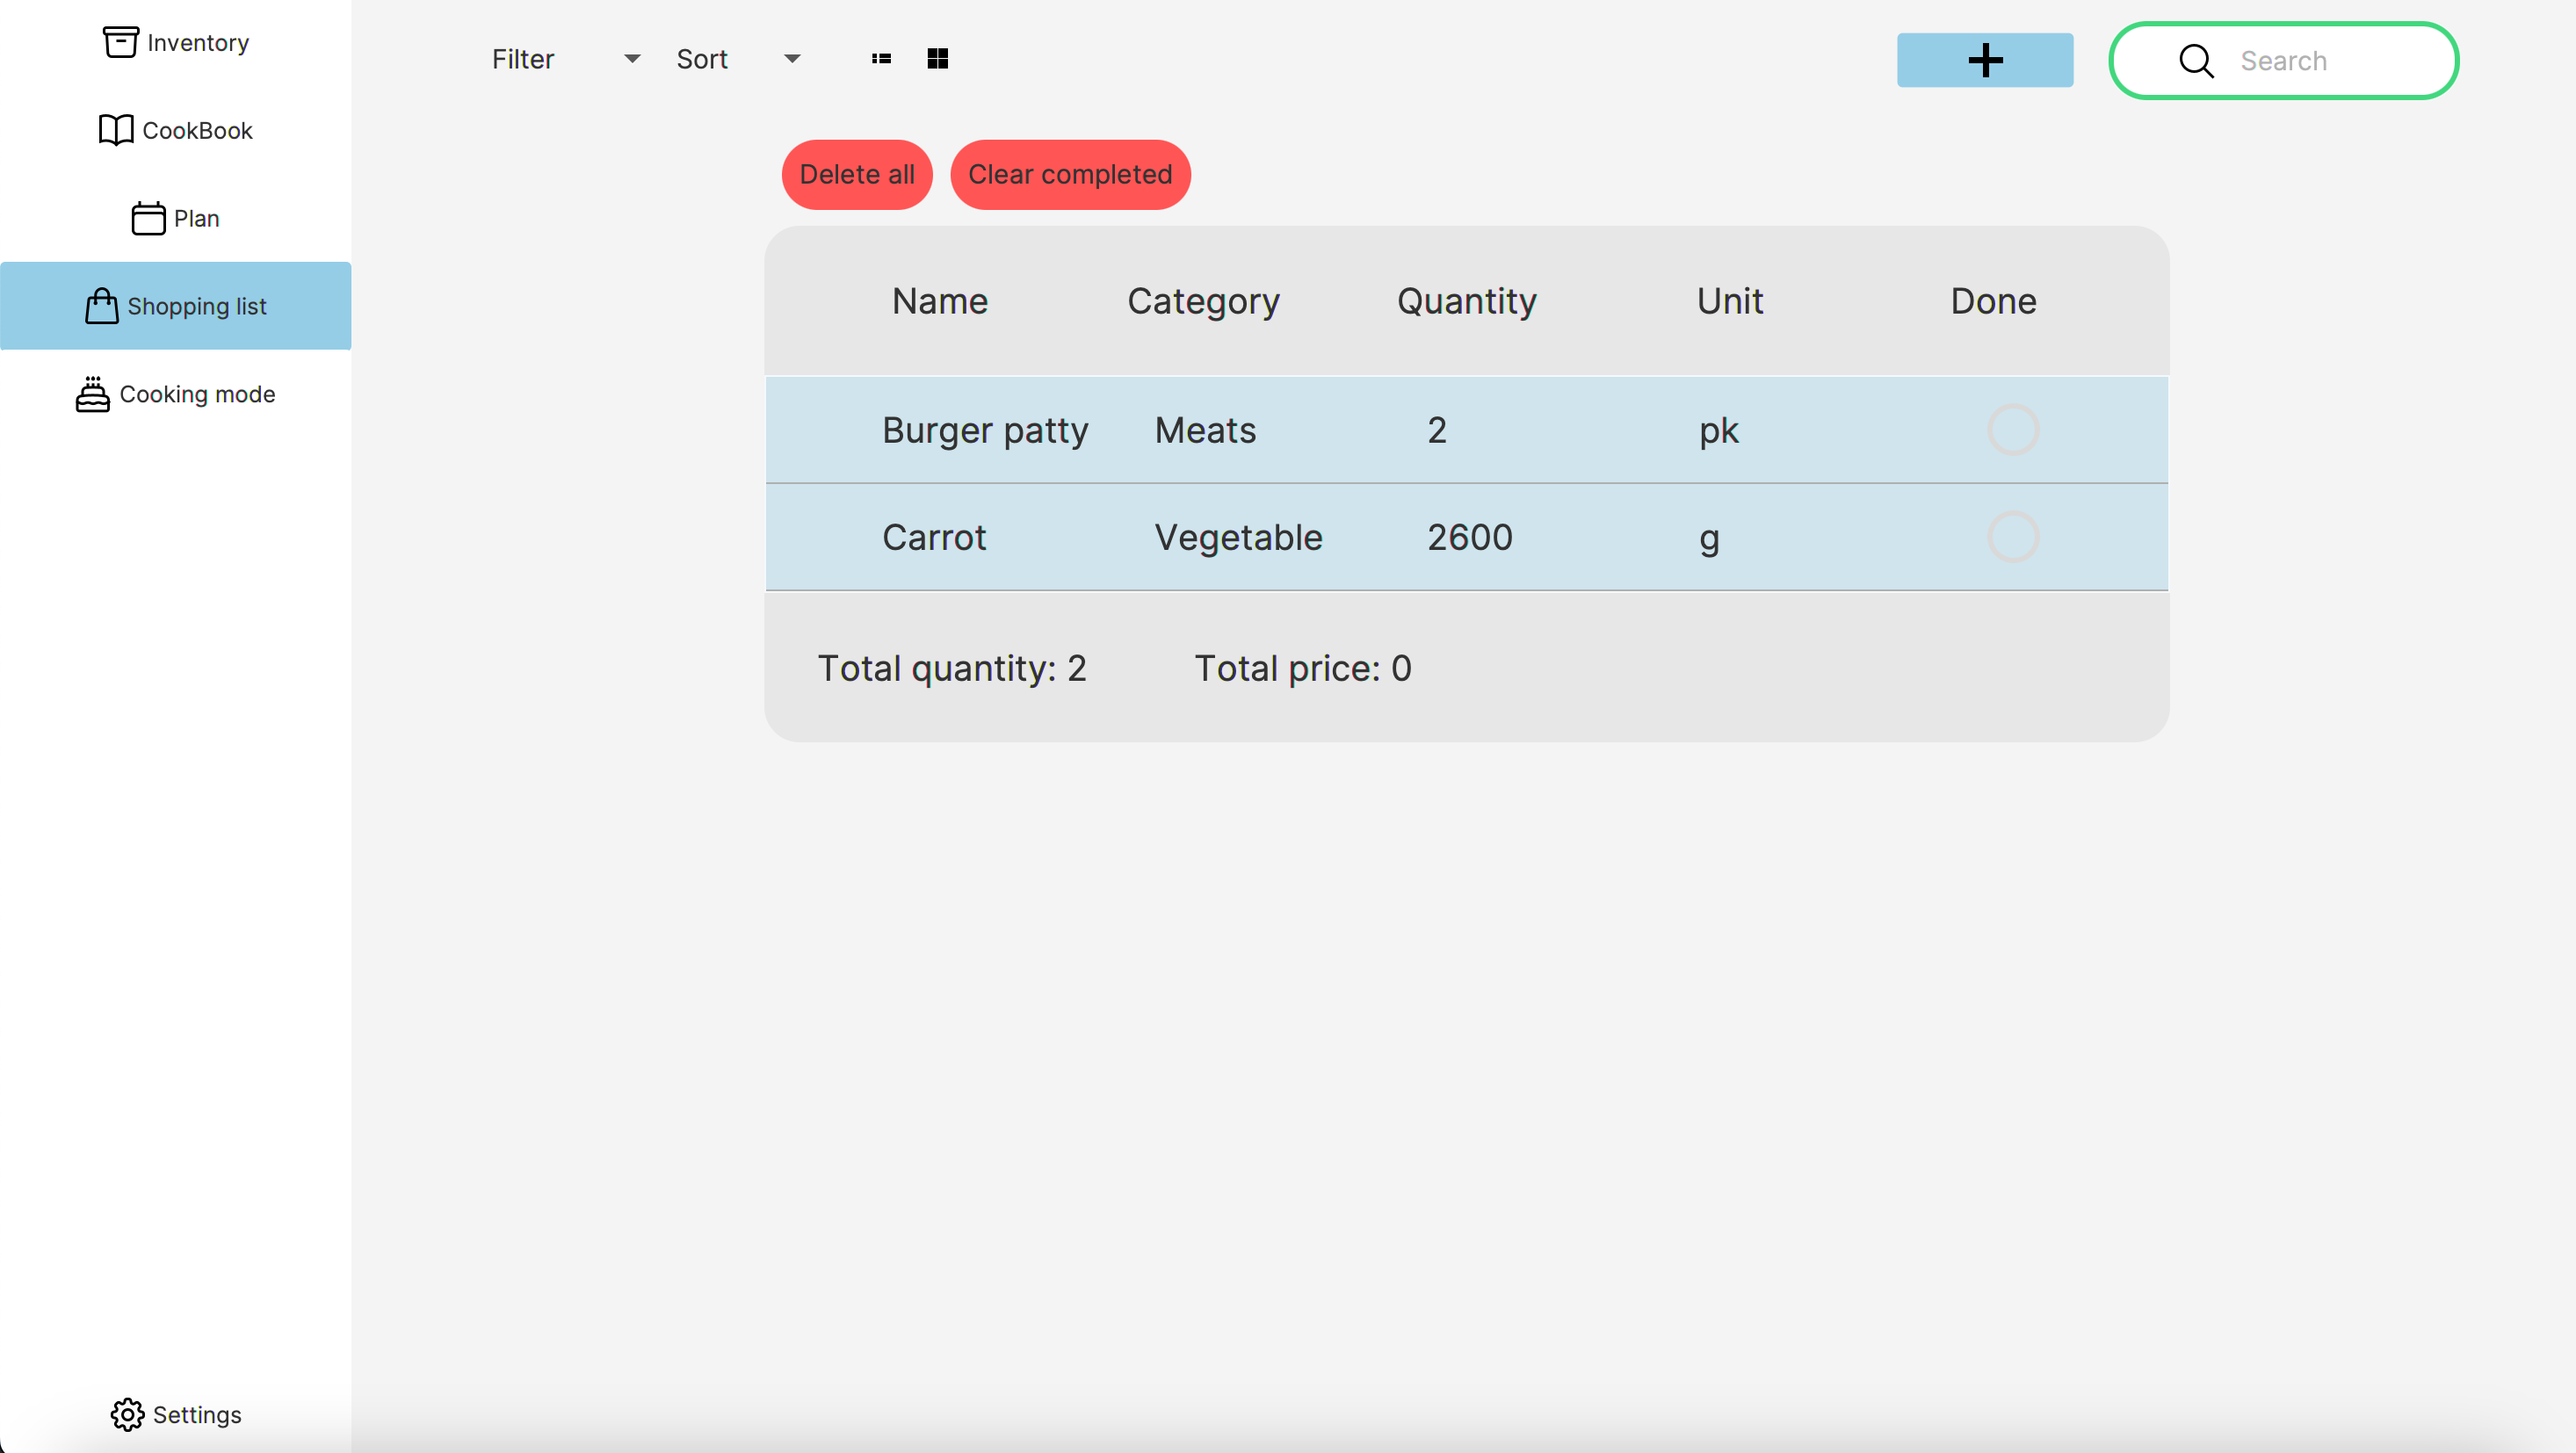 Inventory
CookBook
Plan
Shopping list
Cooking mode
Settings
Filter Sort Search
Delete all Clear completed
Name Category Quantity Unit Done
Burger patty Meats 2 pk
Carrot Vegetable 2600 g
Total quantity: 2 Total price: 0